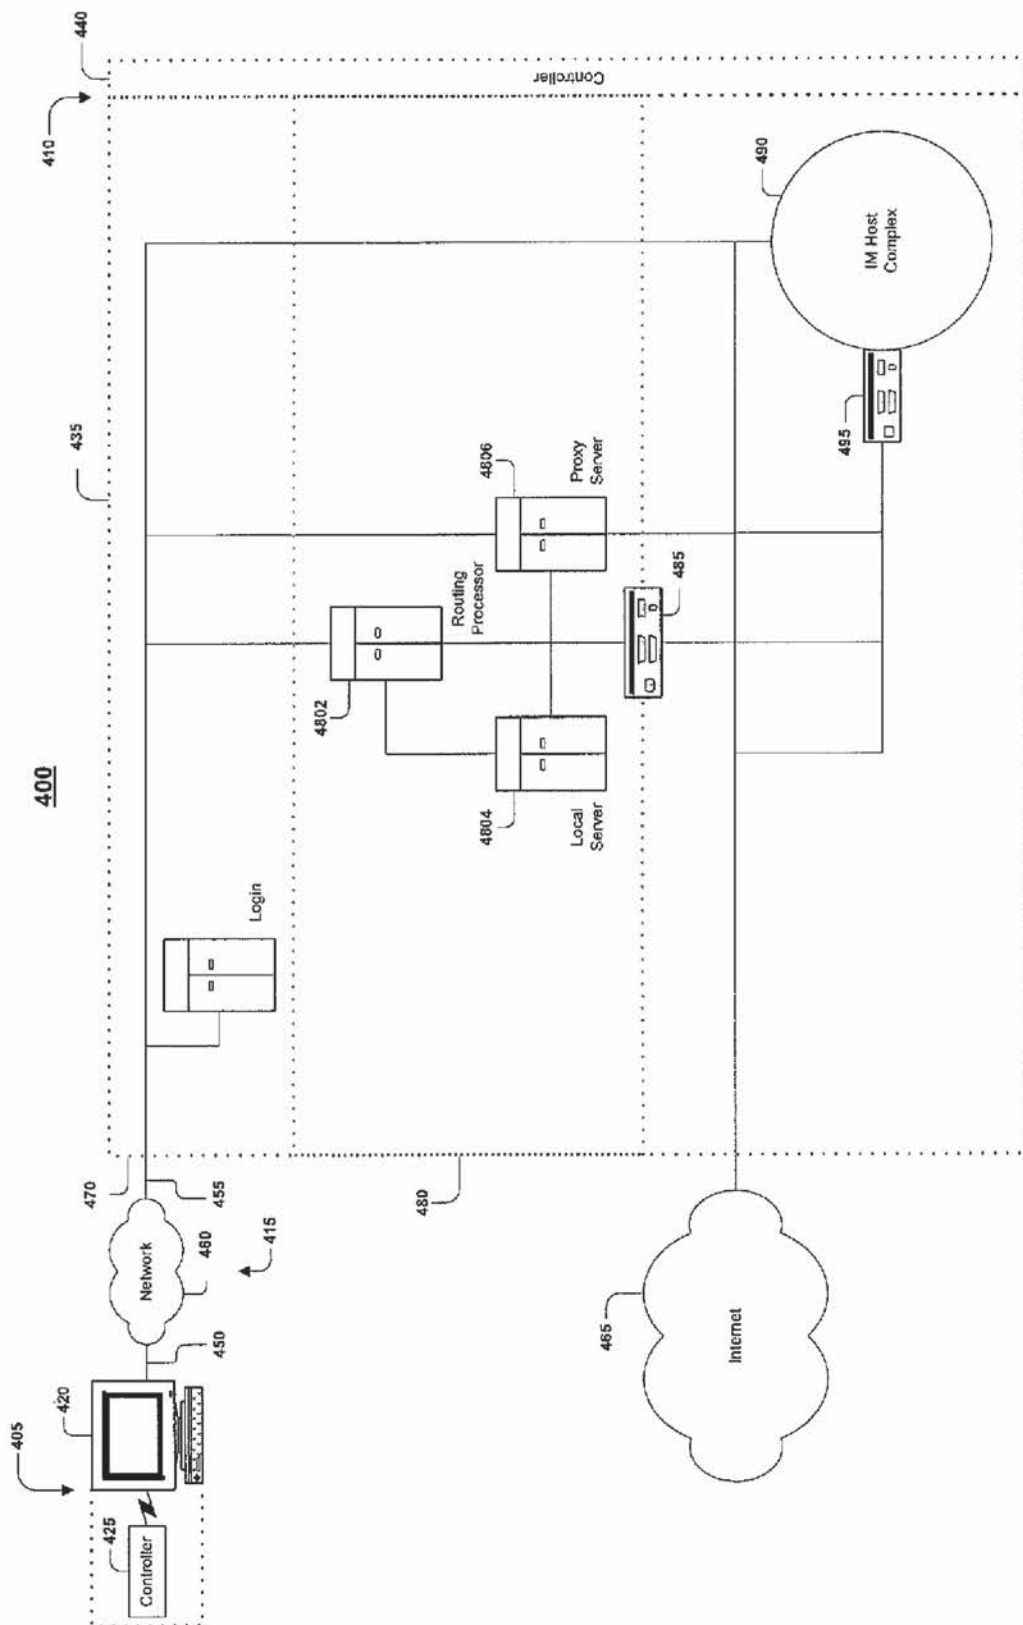 400
405
410
420
435
440
470
425
Controller
Network
450
455
460
415
Login
4802
Routing
Processor
4804
4806
480
Local
Server
Proxy
Server
Controller
465
485
Internet
490
495
IM Host
Complex